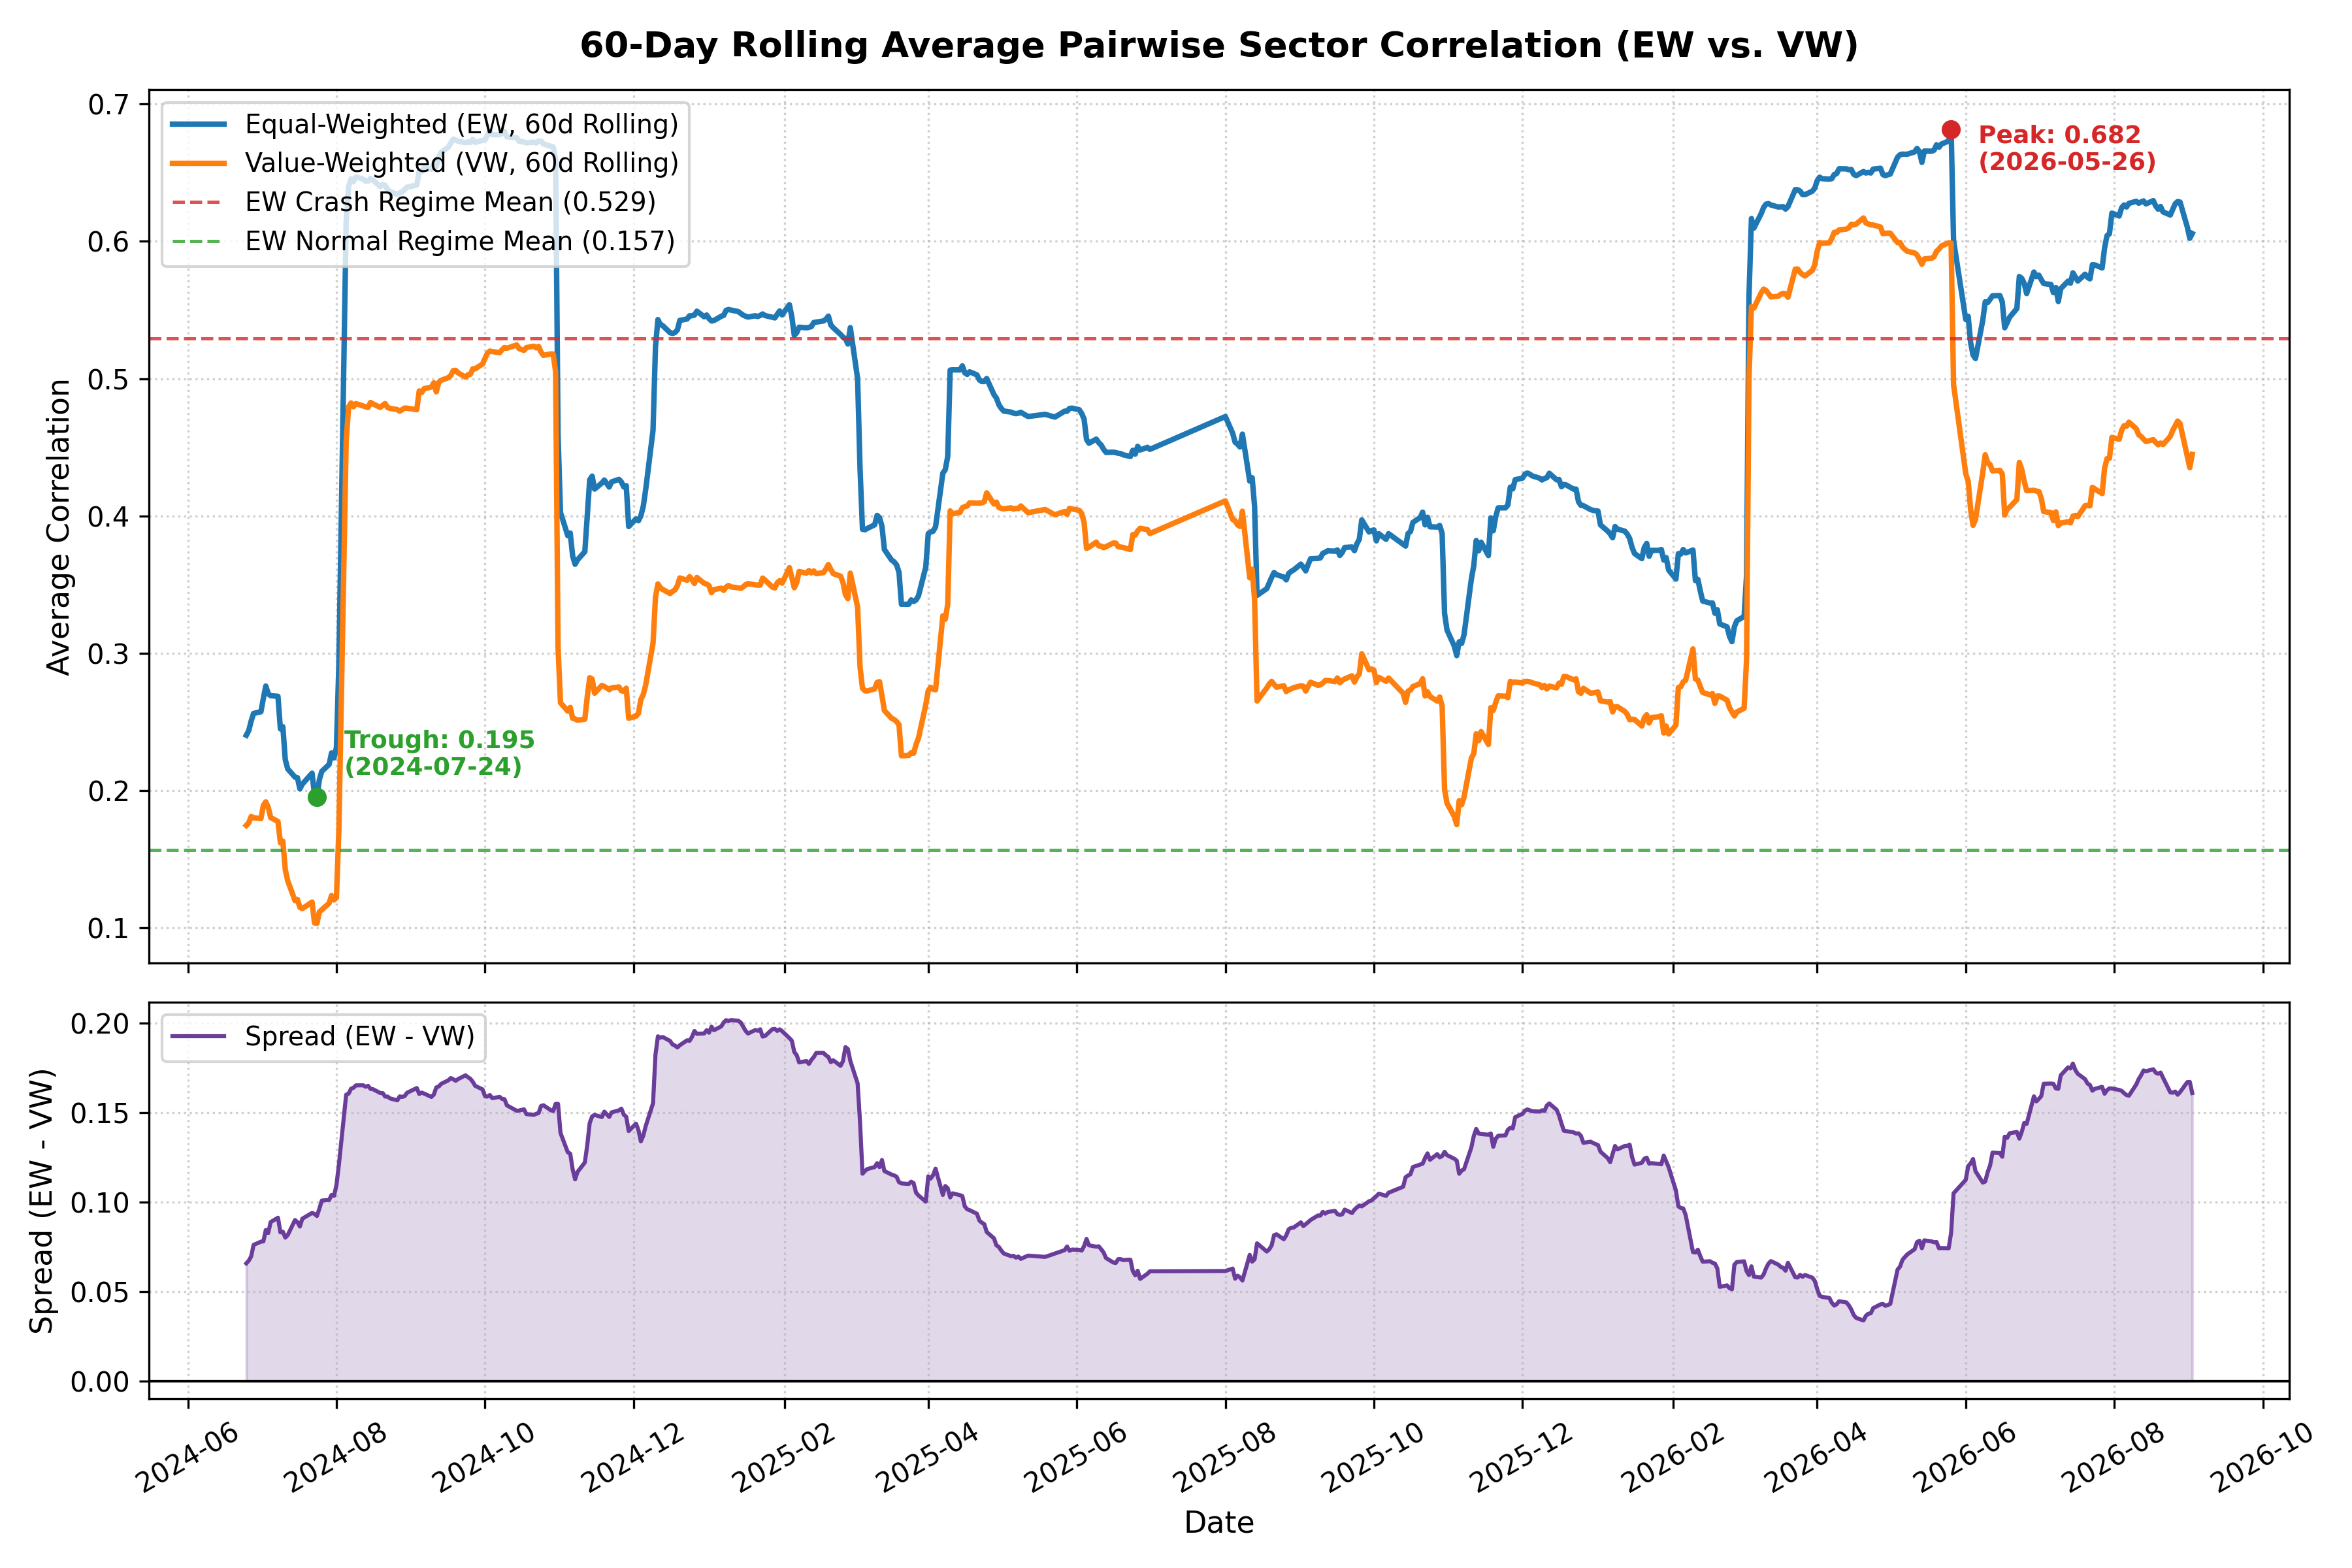 60-Day Rolling Average Pairwise Sector Correlation (EW vs. VW)
Equal-Weighted (EW, 60d Rolling)
Value-Weighted (VW, 60d Rolling)
EW Crash Regime Mean (0.529)
EW Normal Regime Mean (0.157)
Peak: 0.682
(2026-05-26)
Trough: 0.195
(2024-07-24)
Average Correlation
0.7
0.6
0.5
0.4
0.3
0.2
0.1
Spread (EW - VW)
Spread (EW - VW)
0.20
0.15
0.10
0.05
0.00
2024-06
2024-08
2024-10
2024-12
2025-02
2025-04
2025-06
2025-08
2025-10
2025-12
2026-02
2026-04
2026-06
2026-08
2026-10
Date